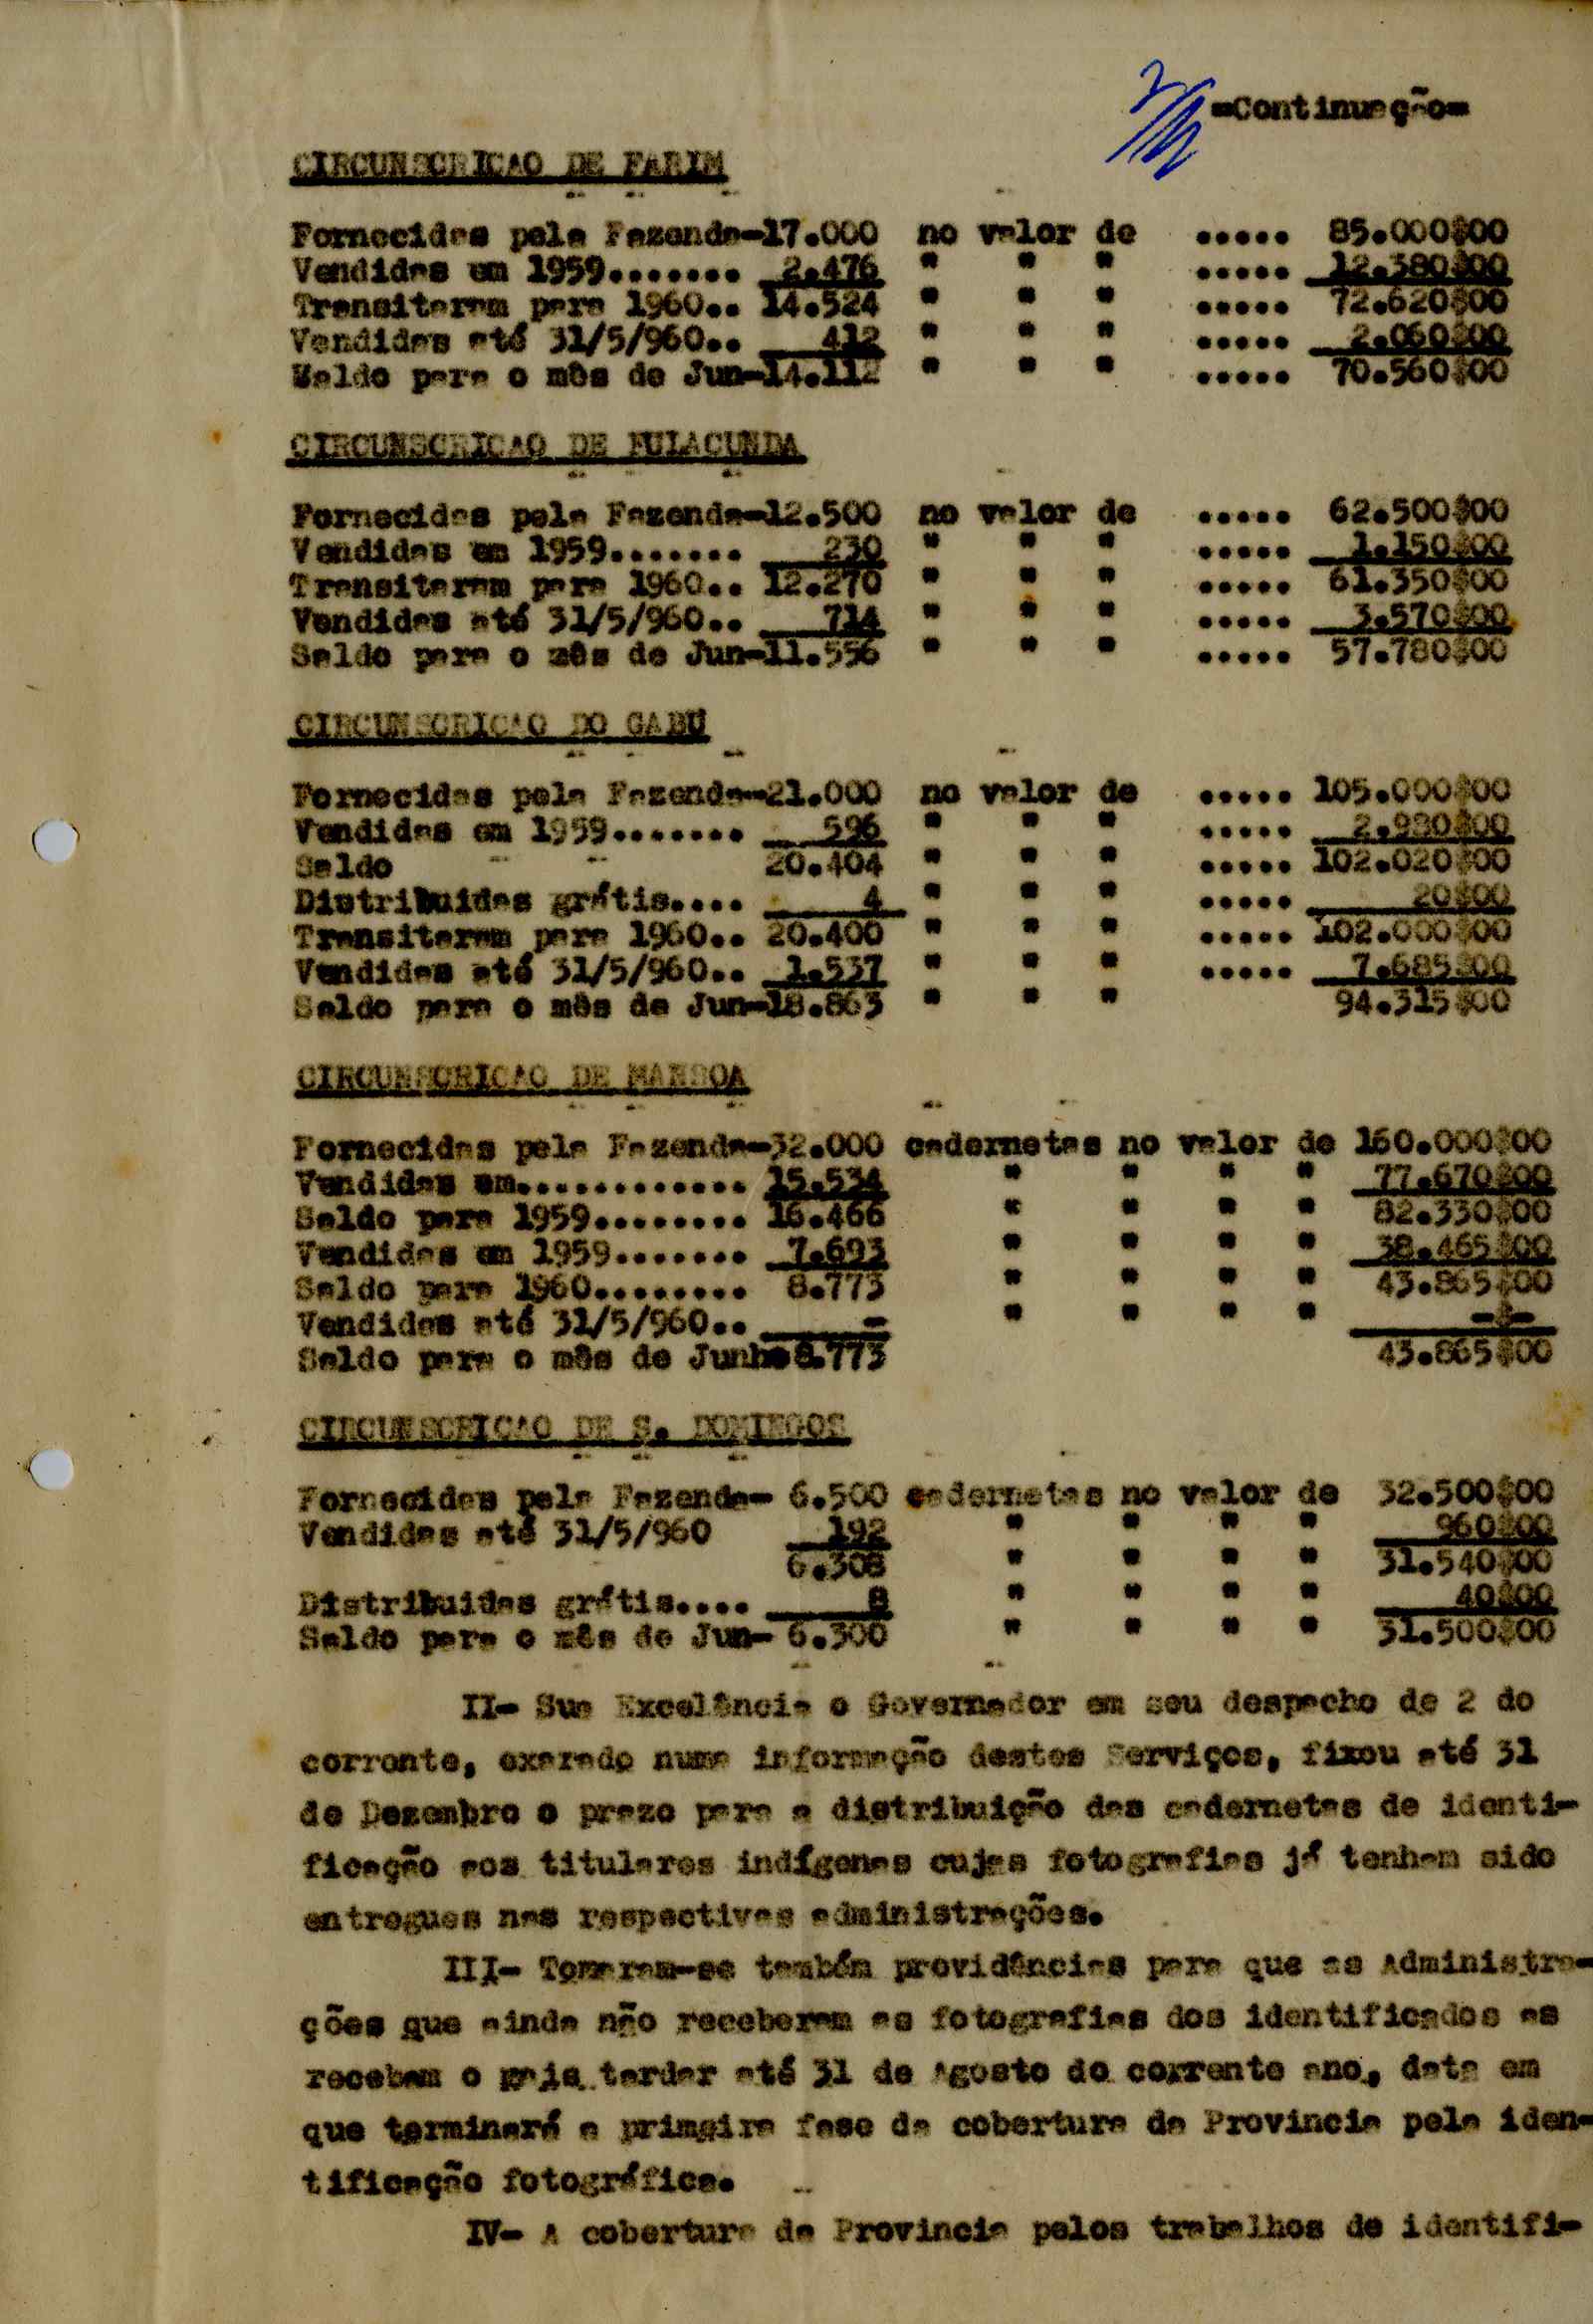 =Continuação=
CIRCUNSCRICAO DE FARIM
Fornecidas pela Fazenda-17.000 no valor de ..... 85.000$00
Vendidas em 1959....... 2.476 " " " ..... 12.380$00
Transitaram para 1960.. 14.524 " " " ..... 72.620$00
Vendidas até 31/5/960.. 412 " " " ..... 2.060$00
Saldo para o mês de Jun-14.112 " " " ..... 70.560$00
CIRCUNSCRICAO DE FULACUNDA
Fornecidas pela Fazenda-12.500 no valor de ..... 62.500$00
Vendidas em 1959....... 230 " " " ..... 1.150$00
Transitaram para 1960.. 12.270 " " " ..... 61.350$00
Vendidas até 31/5/960.. 714 " " " ..... 3.570$00
Saldo para o mês de Jun-11.556 " " " ..... 57.780$00
CIRCUNSCRICAO DO GABÚ
Fornecidas pela Fazenda-21.000 no valor de ..... 105.000$00
Vendidas em 1959....... 596 " " " ..... 2.980$00
Saldo 20.404 " " " ..... 102.020$00
Distribuidas grátis.... 4 " " " ..... 20$00
Transitaram para 1960.. 20.400 " " " ..... 102.000$00
Vendidas até 31/5/960.. 1.537 " " " ..... 7.685$00
Saldo para o mês de Jun-18.863 " " " 94.315$00
CIRCUNSCRICAO DE MANSOA
Fornecidas pela Fazenda-32.000 cadernetas no valor de 160.000$00
Vendidas em............ 15.534 " " " " 77.670$00
Saldo para 1959........ 16.466 " " " " 82.330$00
Vendidas em 1959....... 7.693 " " " " 38.465$00
Saldo para 1960........ 8.773 " " " " 43.865$00
Vendidas até 31/5/960.. - " " " " -$-
Saldo para o mês de Junho 8.773 43.865$00
CIRCUNSCRICAO DE S. DOMINGOS
Fornecidas pela Fazenda- 6.500 cadernetas no valor de 32.500$00
Vendidas até 31/5/960 192 " " " " 960$00
6.308 " " " " 31.540$00
Distribuidas grátis.... 8 " " " " 40$00
Saldo para o mês de Jun- 6.300 " " " " 31.500$00
II- Sua Excelência o Governador em seu despacho de 2 do
corrente, exarado numa informação destes Serviços, fixou até 31
de Dezembro o prazo para a distribuição das cadernetas de identi-
ficação aos titulares indígenas cujas fotografias já tenham sido
entregues nas respectivas administrações.
III- Tomaram-se também providências para que as Administra-
ções que ainda não receberam as fotografias dos identificados as
recebam o mais tardar até 31 de Agosto do corrente ano, data em
que terminará a primeira fase da cobertura da Provincia pela iden-
tificação fotográfica.
IV- A cobertura da Provincia pelos trabalhos de identifi-